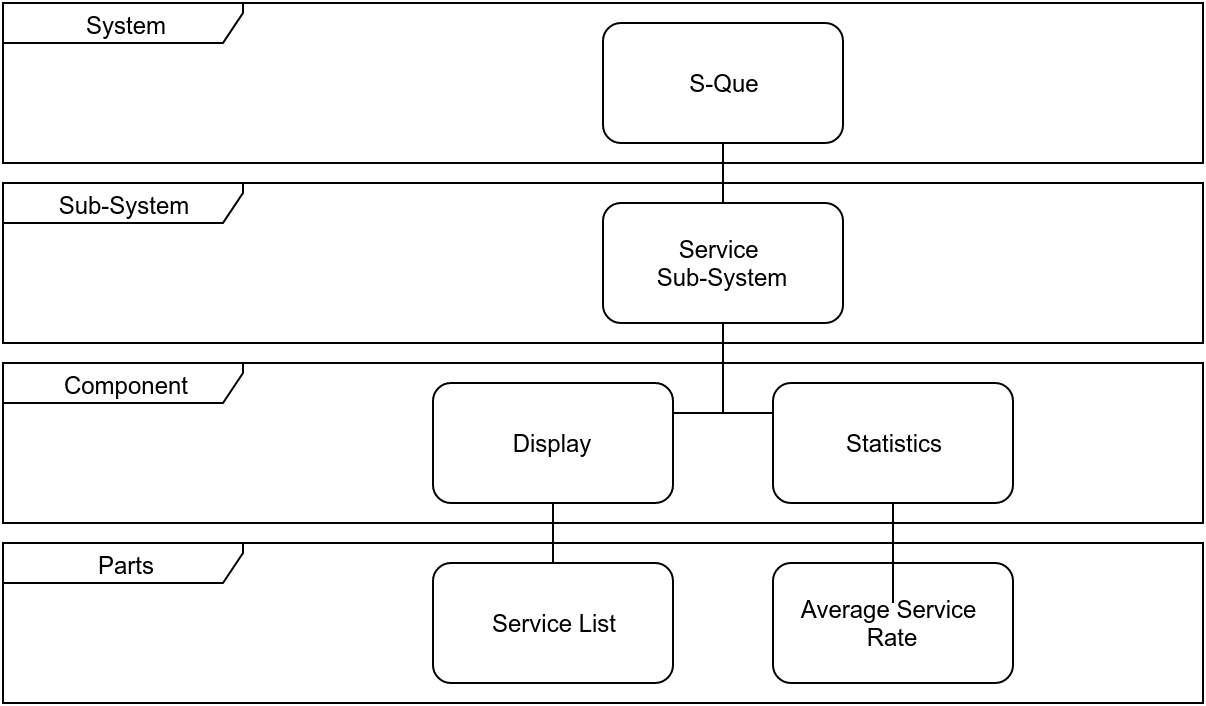 System
S-Que
Sub-System
Service
Sub-System
Component
Display
Statistics
Parts
Service List
Average Service
Rate